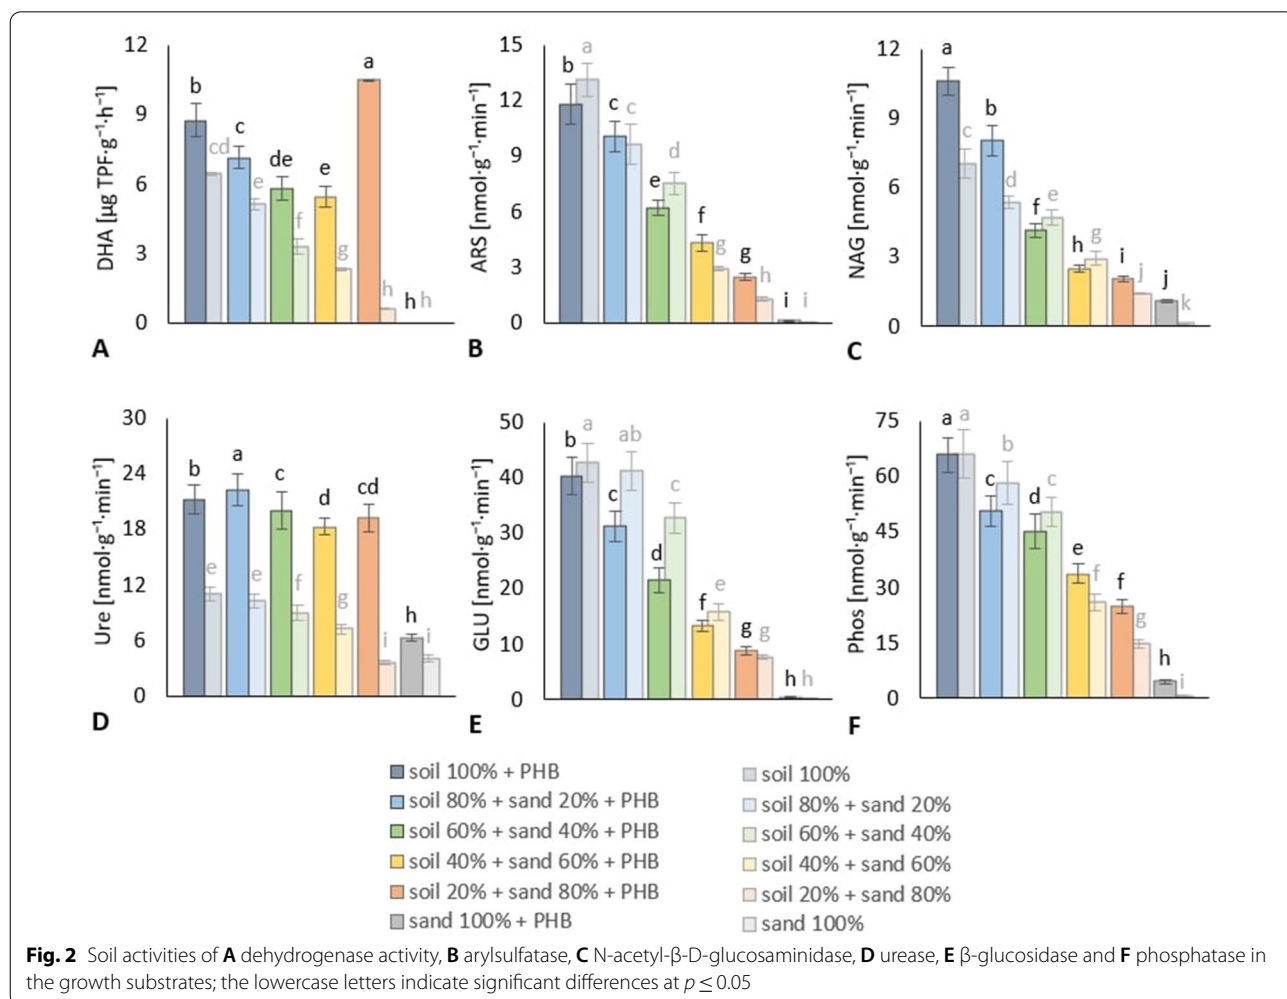 12
9
6
3
0
DHA [µg TPF·g⁻¹·h⁻¹]
b
cd
c
e
de
f
e
g
a
h
h
h
A
15
12
9
6
3
0
ARS [nmol·g⁻¹·min⁻¹]
b
a
c
c
e
d
f
g
g
h
i
i
B
12
9
6
3
0
NAG [nmol·g⁻¹·min⁻¹]
a
c
b
d
f
e
h
g
i
j
j
k
C
30
24
18
12
6
0
Ure [nmol·g⁻¹·min⁻¹]
b
e
a
e
c
f
d
g
cd
i
h
i
D
50
40
30
20
10
0
GLU [nmol·g⁻¹·min⁻¹]
b
a
c
ab
d
c
f
e
g
g
h
h
E
75
60
45
30
15
0
Phos [nmol·g⁻¹·min⁻¹]
a
a
c
b
d
c
e
f
f
g
h
i
F
soil 100% + PHB
soil 80% + sand 20% + PHB
soil 60% + sand 40% + PHB
soil 40% + sand 60% + PHB
soil 20% + sand 80% + PHB
sand 100% + PHB
soil 100%
soil 80% + sand 20%
soil 60% + sand 40%
soil 40% + sand 60%
soil 20% + sand 80%
sand 100%
Fig. 2 Soil activities of A dehydrogenase activity, B arylsulfatase, C N-acetyl-β-D-glucosaminidase, D urease, E β-glucosidase and F phosphatase in
the growth substrates; the lowercase letters indicate significant differences at p ≤ 0.05